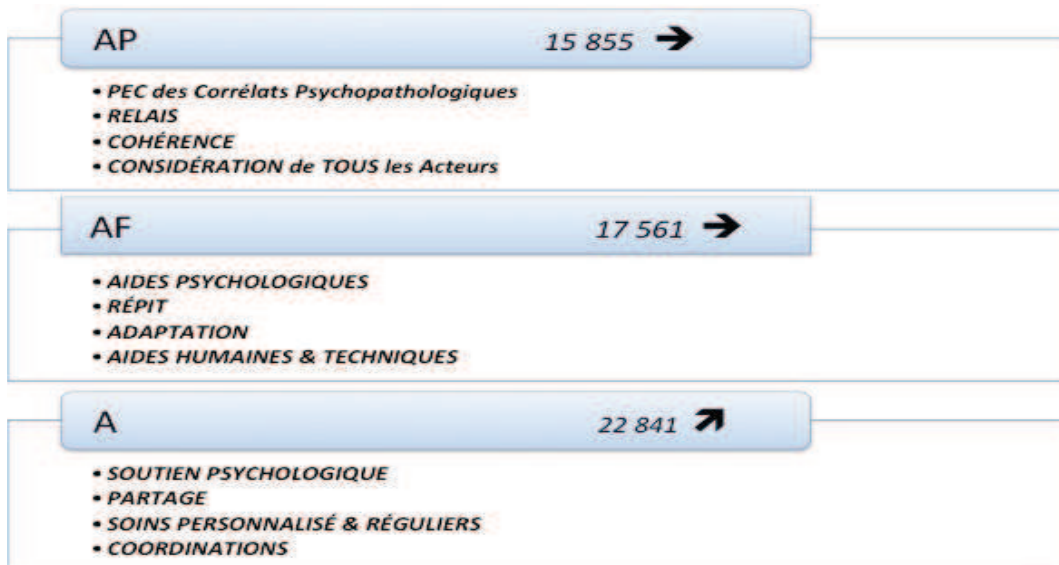 AP 15 855 ➔
• PEC des Corrélats Psychopathologiques
• RELAIS
• COHÉRENCE
• CONSIDÉRATION de TOUS les Acteurs
AF 17 561 ➔
• AIDES PSYCHOLOGIQUES
• RÉPIT
• ADAPTATION
• AIDES HUMAINES & TECHNIQUES
A 22 841 ➔
• SOUTIEN PSYCHOLOGIQUE
• PARTAGE
• SOINS PERSONNALISÉ & RÉGULIERS
• COORDINATIONS